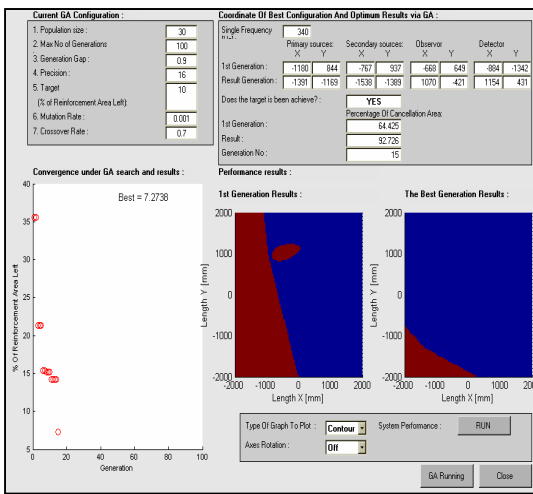 Current GA Configuration :
1. Population size : 30
2. Max No of Generations 100
3. Generation Gap : 0.9
4. Precision : 16
5. Target 10
(% of Reinforcement Area Left):
6. Mutation Rate : 0.001
7. Crossover Rate : 0.7
Coordinate Of Best Configuration And Optimum Results via GA :
Single Frequency 340
Primary sources: Secondary sources: Observor Detector
X Y X Y X Y X Y
1st Generation : -1180 844 -767 937 -668 649 -884 -1342
Result Generation : -1391 -1169 -1538 -1389 1070 -421 1154 431
Does the target is been achieve? : YES
Percentage Of Cancellation Area:
1st Generation : 64.425
Result : 92.726
Generation No : 15
Convergence under GA search and results :
Best = 7.2738
% Of Reinforcement Area Left
40
35
30
25
20
15
10
5
0 20 40 60 80 100
Generation
Performance results :
1st Generation Results :
Length Y [mm]
2000
1000
0
-1000
-2000
-2000 -1000 0 1000 2000
Length X [mm]
The Best Generation Results :
Length Y [mm]
2000
1000
0
-1000
-2000
-2000 -1000 0 1000 2000
Length X [mm]
Type Of Graph To Plot : Contour
System Performance : RUN
Axes Rotation : Off
GA Running
Close